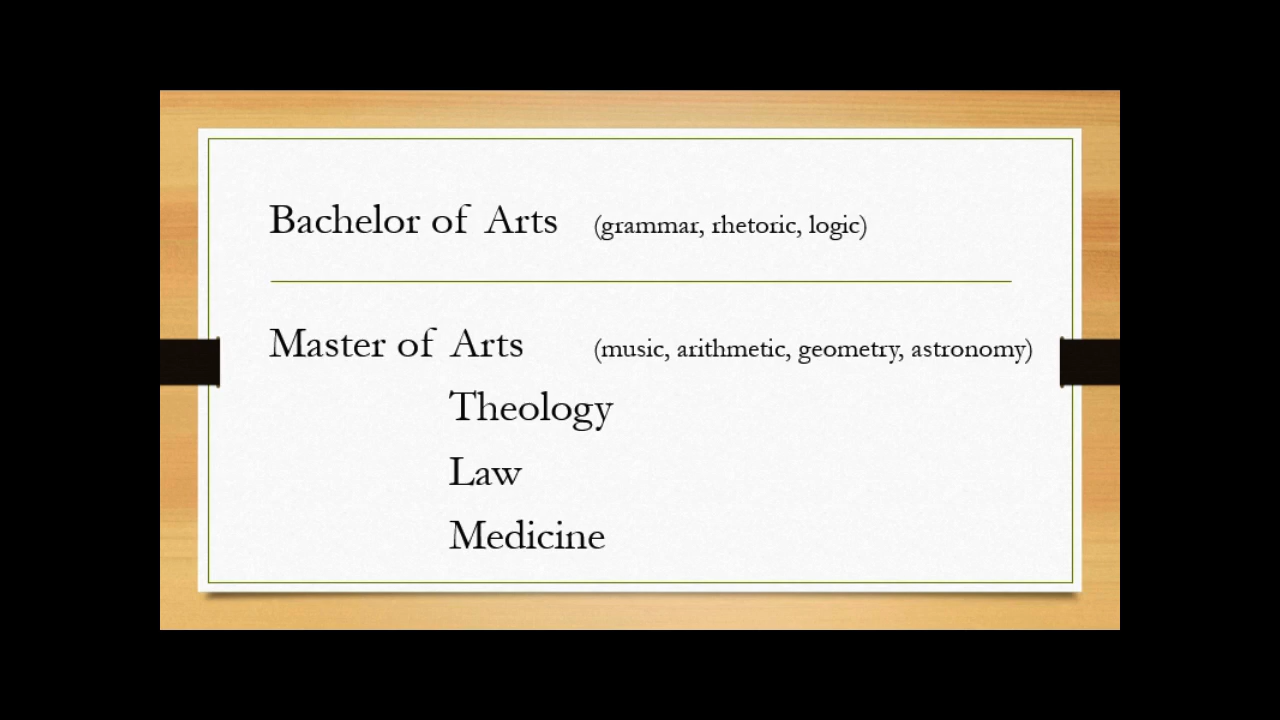 Bachelor of Arts (grammar, rhetoric, logic)
Master of Arts (music, arithmetic, geometry, astronomy)
Theology
Law
Medicine